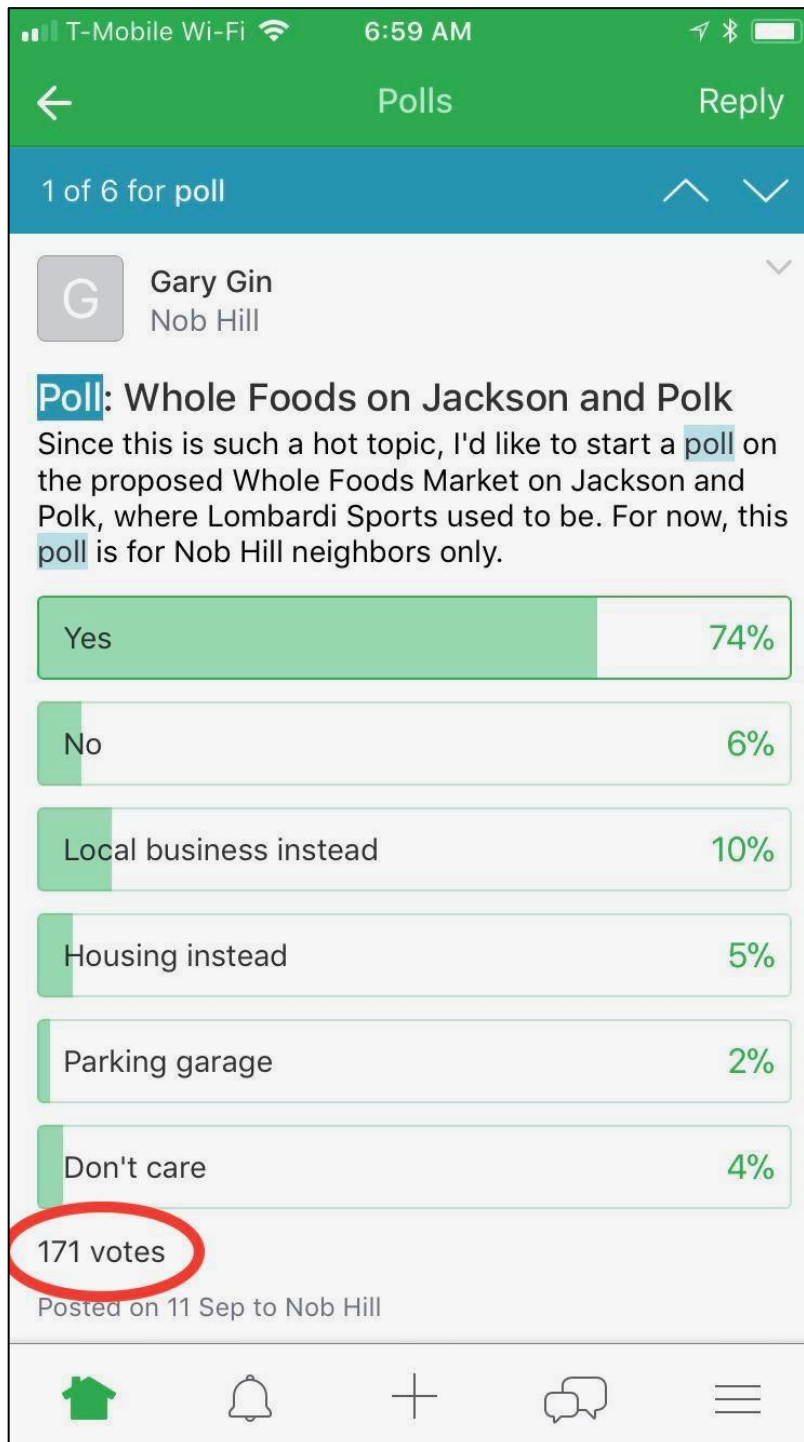 T-Mobile Wi-Fi 6:59 AM
Polls Reply
1 of 6 for poll
G
Gary Gin
Nob Hill
Poll: Whole Foods on Jackson and Polk
Since this is such a hot topic, I'd like to start a poll on
the proposed Whole Foods Market on Jackson and
Polk, where Lombardi Sports used to be. For now, this
poll is for Nob Hill neighbors only.
Yes 74%
No 6%
Local business instead 10%
Housing instead 5%
Parking garage 2%
Don't care 4%
171 votes
Posted on 11 Sep to Nob Hill